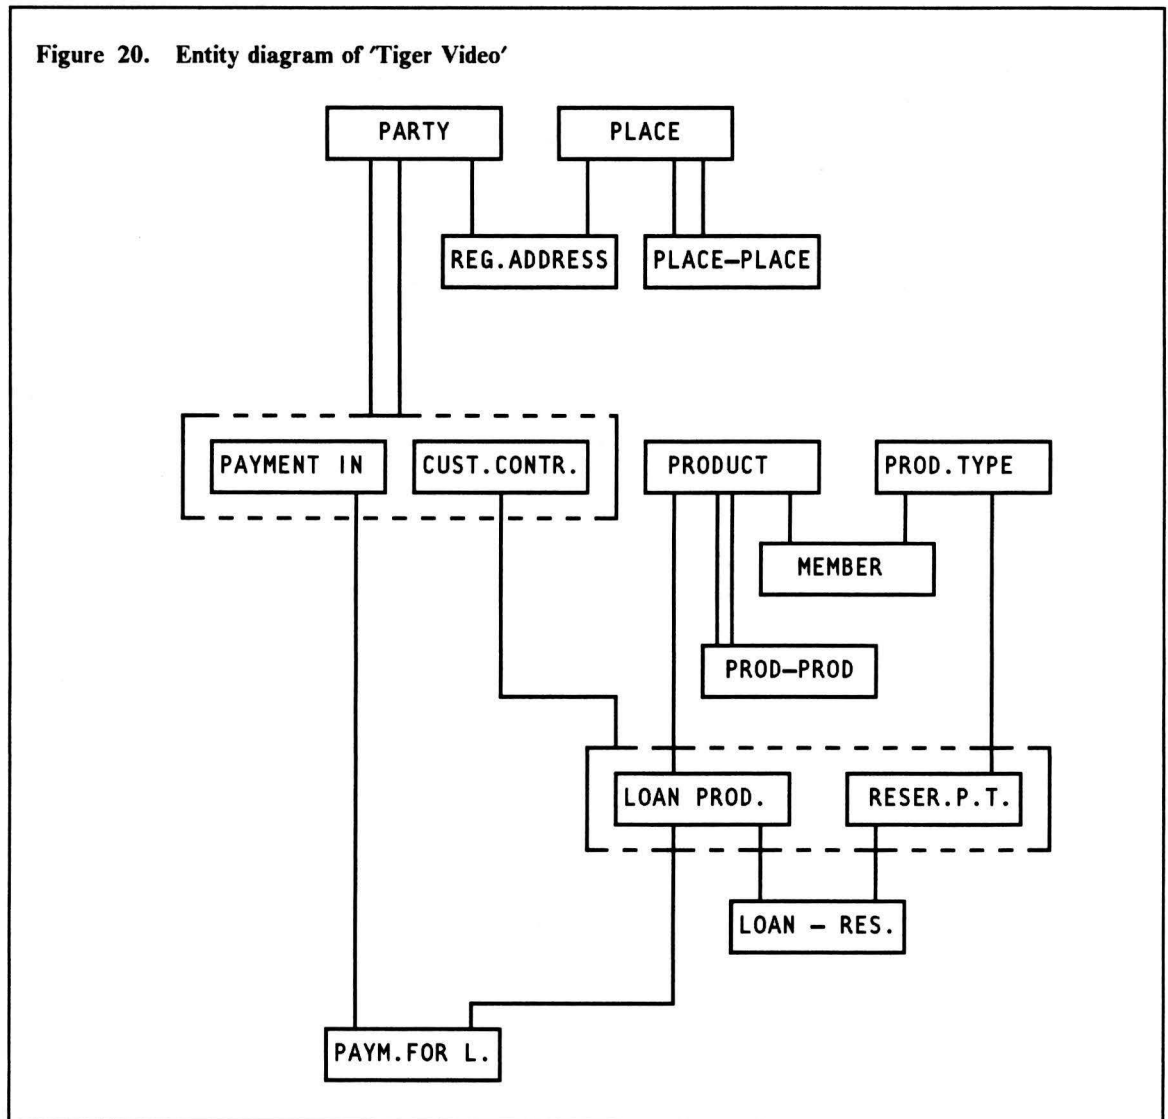 Figure 20. Entity diagram of 'Tiger Video'
PARTY
PLACE
REG.ADDRESS
PLACE—PLACE
PAYMENT IN
CUST.CONTR.
PRODUCT
PROD.TYPE
MEMBER
PROD—PROD
LOAN PROD.
RESER.P.T.
LOAN — RES.
PAYM.FOR L.